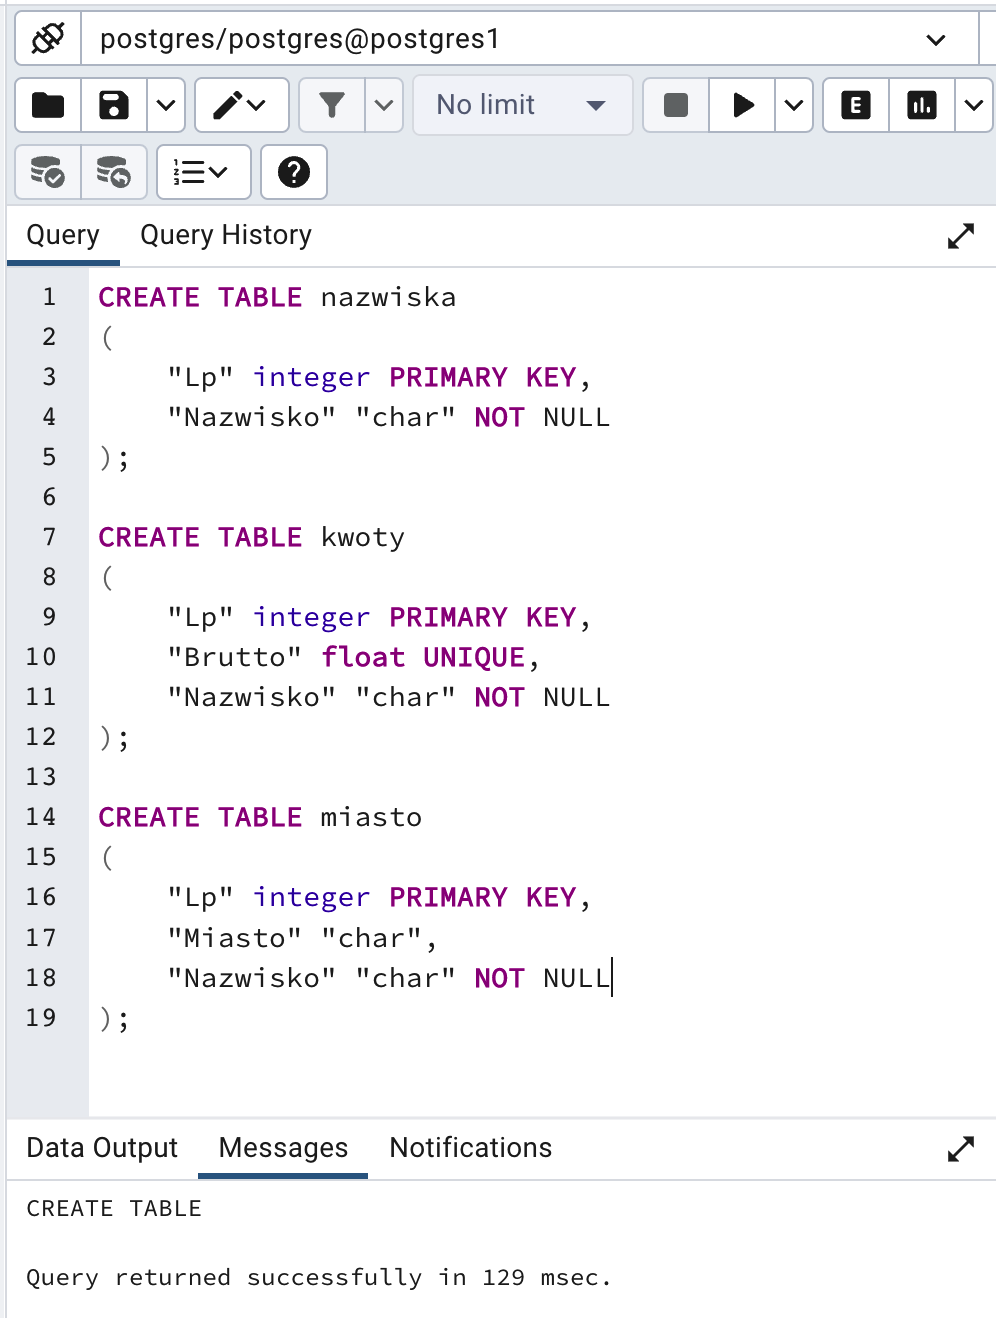 postgres/postgres@postgres1
No limit
E
Query Query History
1 CREATE TABLE nazwiska
2 (
3 "Lp" integer PRIMARY KEY,
4 "Nazwisko" "char" NOT NULL
5 );
6
7 CREATE TABLE kwoty
8 (
9 "Lp" integer PRIMARY KEY,
10 "Brutto" float UNIQUE,
11 "Nazwisko" "char" NOT NULL
12 );
13
14 CREATE TABLE miasto
15 (
16 "Lp" integer PRIMARY KEY,
17 "Miasto" "char",
18 "Nazwisko" "char" NOT NULL
19 );
Data Output Messages Notifications
CREATE TABLE
Query returned successfully in 129 msec.